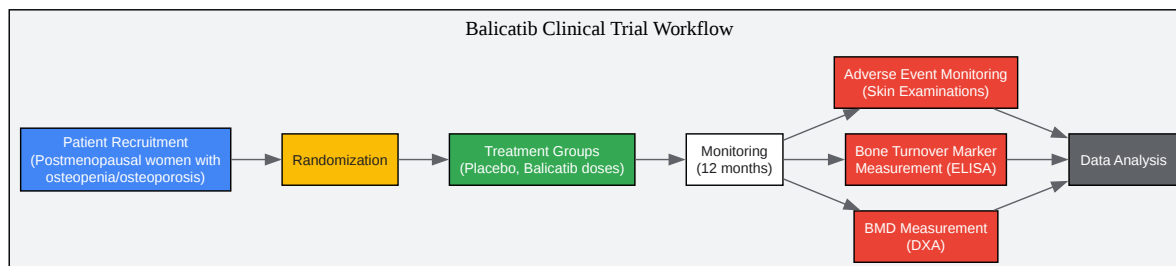 Balicatib Clinical Trial Workflow
Patient Recruitment
(Postmenopausal women with
osteopenia/osteoporosis)
Randomization
Treatment Groups
(Placebo, Balicatib doses)
Monitoring
(12 months)
Adverse Event Monitoring
(Skin Examinations)
Bone Turnover Marker
Measurement (ELISA)
BMD Measurement
(DXA)
Data Analysis